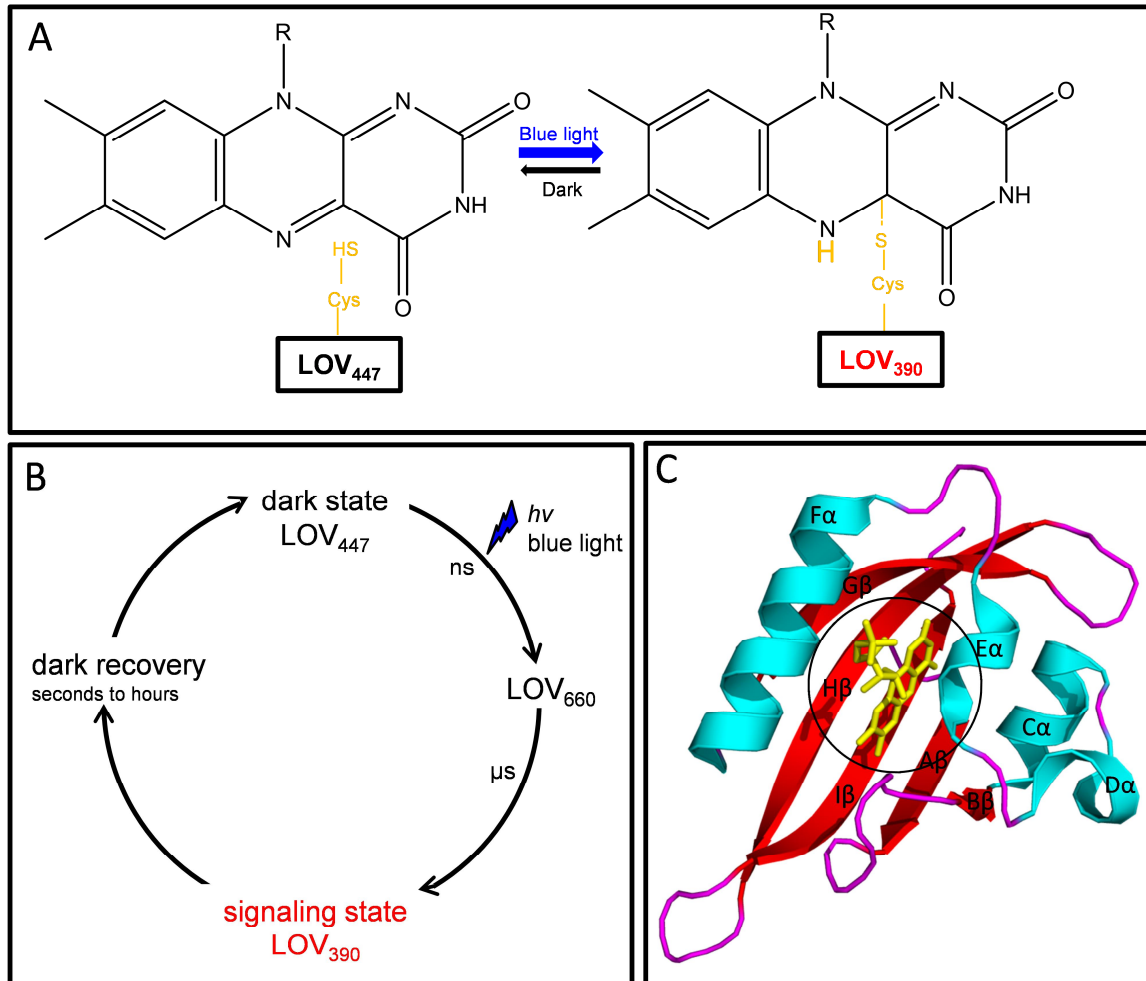 A
R
N
N
O
NH
N
O
HS
Cys
LOV447
Blue light
Dark
R
N
N
O
NH
N
H
S
O
Cys
LOV390
B
dark state
LOV447
hv
blue light
ns
LOV660
µs
signaling state
LOV390
dark recovery
seconds to hours
C
Fα
Gβ
Eα
Hβ
Cα
Aβ
Dα
Iβ
Bβ